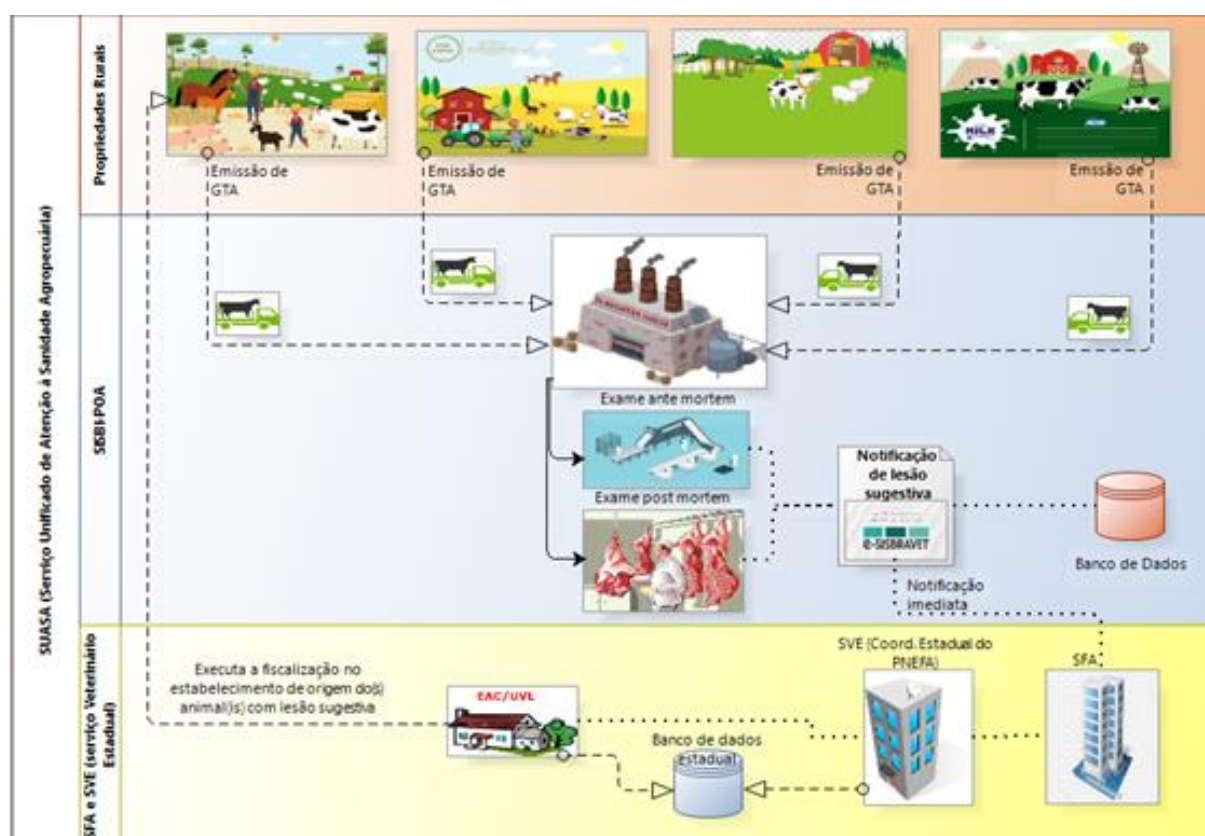 SUASA (Serviço Unificado de Atenção à Sanidade Agropecuária)
Propriedades Rurais
Emissão de
GTA
Emissão de
GTA
Emissão de
GTA
MILK
Emssão de
GTA
SISBI-POA
Exame ante mortem
Exame post mortem
Notificação
de lesão
sugestiva
e-SISBRAVET
Banco de Dados
Notificação
imediata
SFA e SVE (serviço Veterinário
Estadual)
Executa a fiscalização no
estabelecimento de origem do(s)
animal(is) com lesão sugestiva
EAC/UVL
Banco de dados
Estadual
SVE (Coord. Estadual do
PNEFA)
SFA